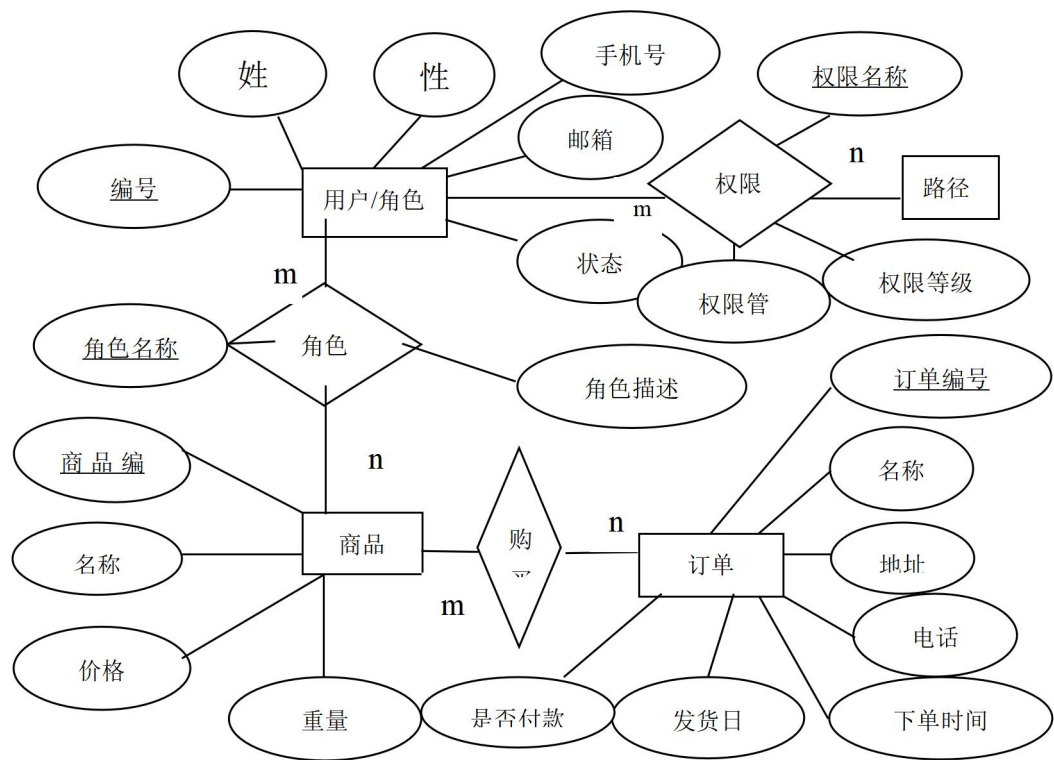 姓
性
手机号
权限名称
邮箱
n
编号
用户/角色
权限
路径
m
状态
m
权限等级
权限管
角色名称
角色
角色描述
订单编号
商 品 编
n
名称
购
n
商品
名称
订单
地址
m
电话
价格
重量
是否付款
发货日
下单时间